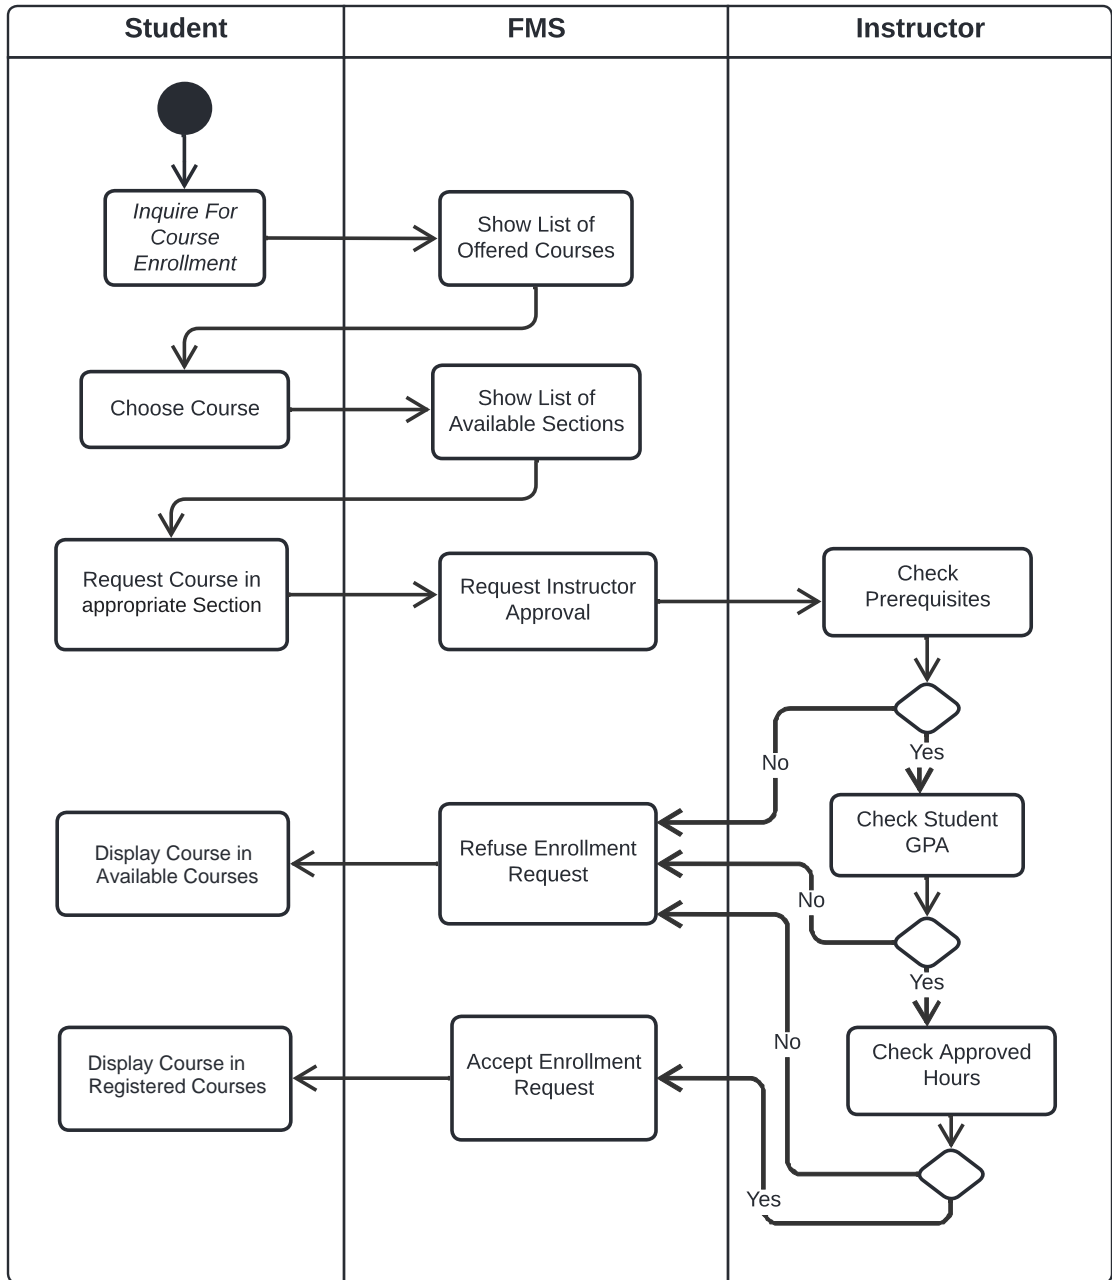 Student
FMS
Instructor
Inquire For
Course
Enrollment
Show List of
Offered Courses
Choose Course
Show List of
Available Sections
Request Course in
appropriate Section
Request Instructor
Approval
Check
Prerequisites
Yes
No
Check Student
GPA
Refuse Enrollment
Request
Display Course in
Available Courses
No
Yes
No
Check Approved
Hours
Accept Enrollment
Request
Display Course in
Registered Courses
Yes